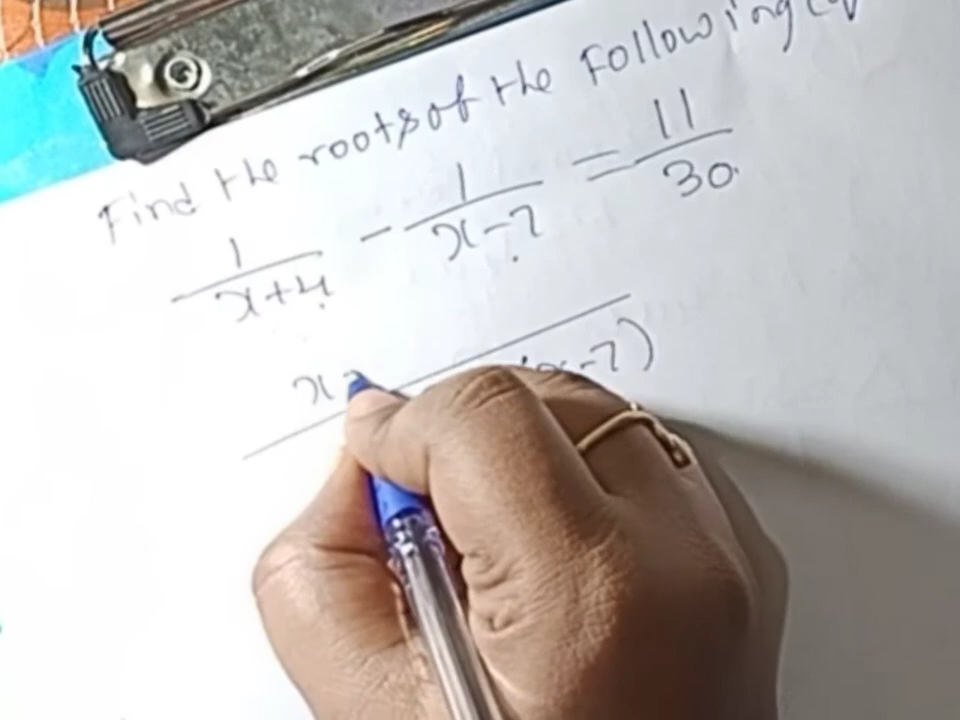 Find the roots of the Following
1/x+4 - 1/x-7 = 11/30
x-7)
x